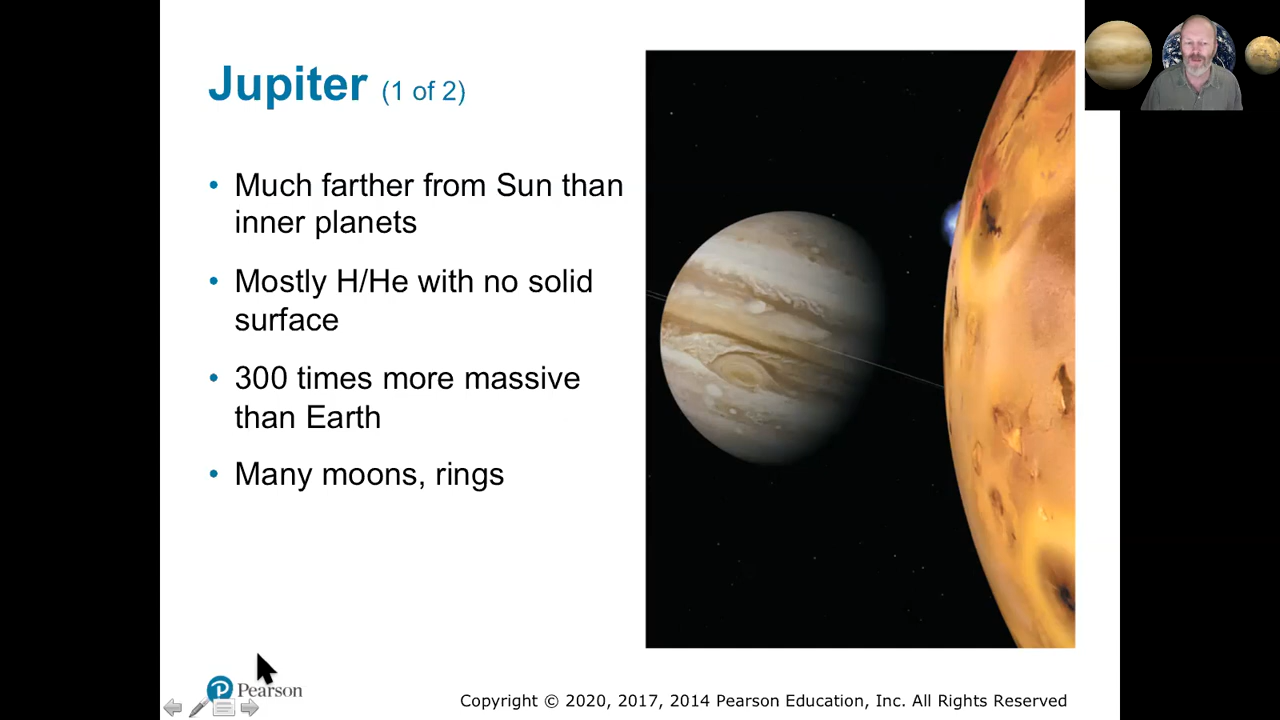 Jupiter (1 of 2)
• Much farther from Sun than
inner planets
• Mostly H/He with no solid
surface
• 300 times more massive
than Earth
• Many moons, rings
Pearson
Copyright © 2020, 2017, 2014 Pearson Education, Inc. All Rights Reserved